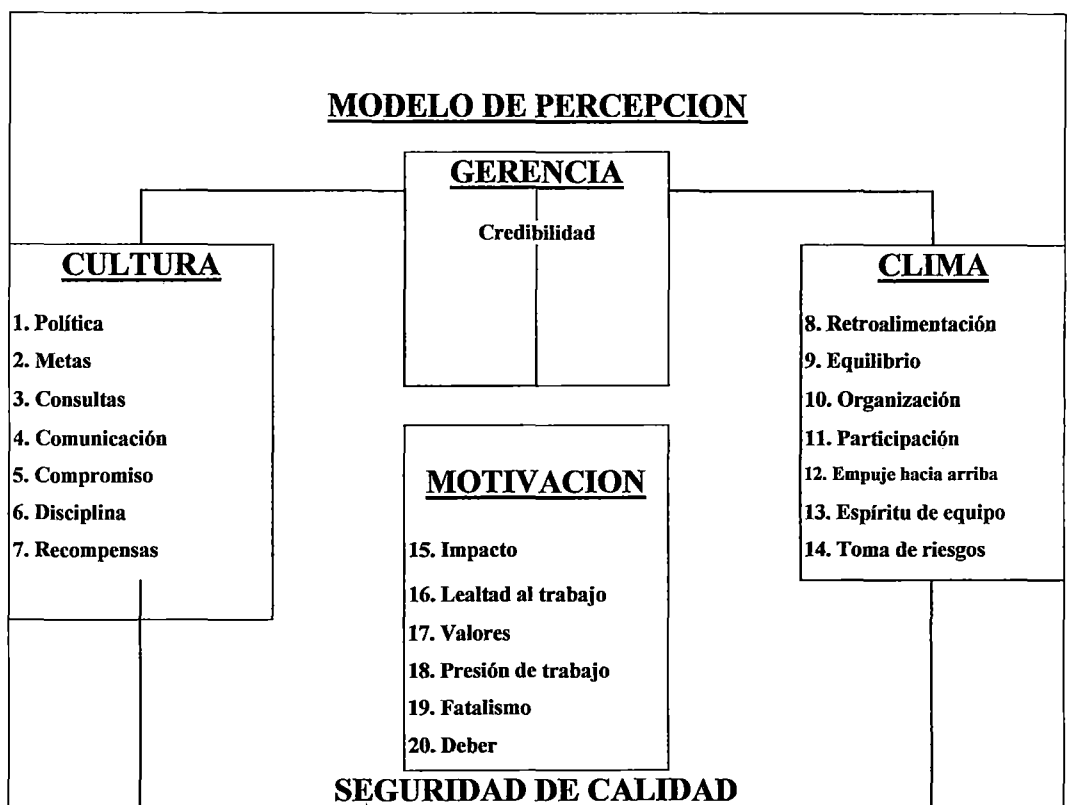 MODELO DE PERCEPCION
GERENCIA
Credibilidad
CULTURA
1. Política
2. Metas
3. Consultas
4. Comunicación
5. Compromiso
6. Disciplina
7. Recompensas
CLIMA
8. Retroalimentación
9. Equilibrio
10. Organización
11. Participación
12. Empuje hacia arriba
13. Espíritu de equipo
14. Toma de riesgos
MOTIVACION
15. Impacto
16. Lealtad al trabajo
17. Valores
18. Presión de trabajo
19. Fatalismo
20. Deber
SEGURIDAD DE CALIDAD